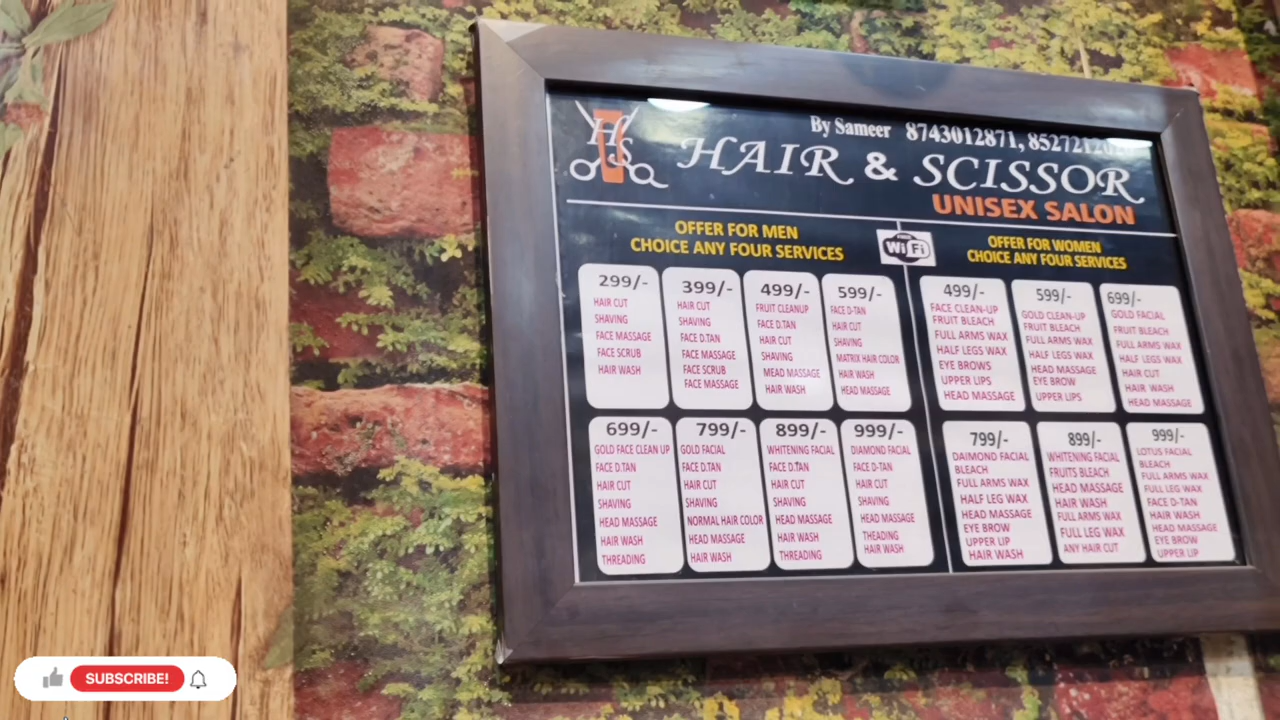 HS
By Sameer 8743012871,
HAIR & SCISSOR
UNISEX SALON
OFFER FOR MEN
CHOICE ANY FOUR SERVICES
299/-
HAIR CUT
SHAVING
FACE MASSAGE
FACE SCRUB
HAIR WASH
399/-
HAIR CUT
SHAVING
FACE D.TAN
FACE MASSAGE
FACE SCRUB
FACE MASSAGE
499/-
FRUIT CLEANUP
FACE D.TAN
HAIR CUT
SHAVING
MEAD MASSAGE
HAIR WASH
599/-
FACE D-TAN
HAIR CUT
SHAVING
MATRIX HAIR COLOR
HAIR WASH
HEAD MASSAGE
699/-
GOLD FACE CLEAN UP
FACE D.TAN
HAIR CUT
SHAVING
HEAD MASSAGE
HAIR WASH
THREADING
799/-
GOLD FACIAL
FACE D.TAN
HAIR CUT
SHAVING
NORMAL HAIR COLOR
HEAD MASSAGE
HAIR WASH
899/-
WHITENING FACIAL
FACE D.TAN
HAIR CUT
SHAVING
HEAD MASSAGE
HAIR WASH
THREADING
999/-
DIAMOND FACIAL
FACE D-TAN
HAIR CUT
SHAVING
HEAD MASSAGE
THEADING
HAIR WASH
FREE
Wi Fi
OFFER FOR WOMEN
CHOICE ANY FOUR SERVICES
499/-
FACE CLEAN-UP
FRUIT BLEACH
FULL ARMS WAX
HALF LEGS WAX
EYE BROWS
UPPER LIPS
HEAD MASSAGE
599/-
GOLD CLEAN-UP
FRUIT BLEACH
FULL ARMS WAX
HALF LEGS WAX
HEAD MASSAGE
EYE BROW
UPPER LIPS
699/-
GOLD FACIAL
FRUIT BLEACH
FULL ARMS WAX
HALF LEGS WAX
HAIR CUT
HAIR WASH
HEAD MASSAGE
799/-
DAIMOND FACIAL
BLEACH
FULL ARMS WAX
HALF LEG WAX
HEAD MASSAGE
EYE BROW
UPPER LIP
HAIR WASH
899/-
WHITENING FACIAL
FRUITS BLEACH
HEAD MASSAGE
HAIR WASH
FULL ARMS WAX
FULL LEG WAX
ANY HAIR CUT
999/-
LOTUS FACIAL
BLEACH
FULL ARMS WAX
FULL LEG WAX
FACE D-TAN
HAIR WASH
HEAD MASSAGE
EYE BROW
UPPER LIP
SUBSCRIBE!